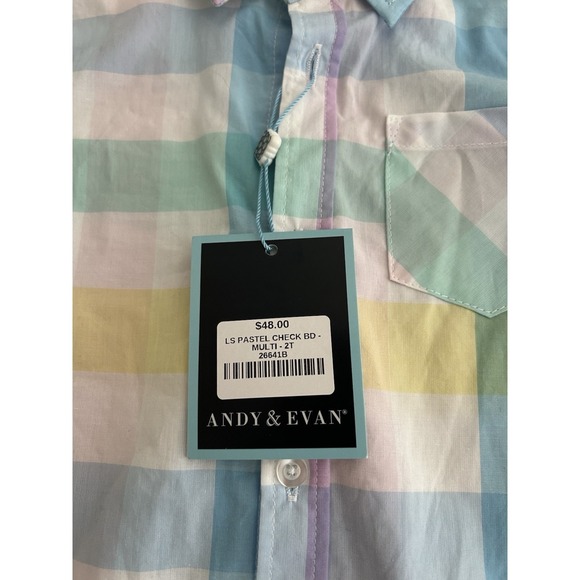 $48.00
LS PASTEL CHECK BD -
MULTI - 2T
26641B
ANDY & EVAN®